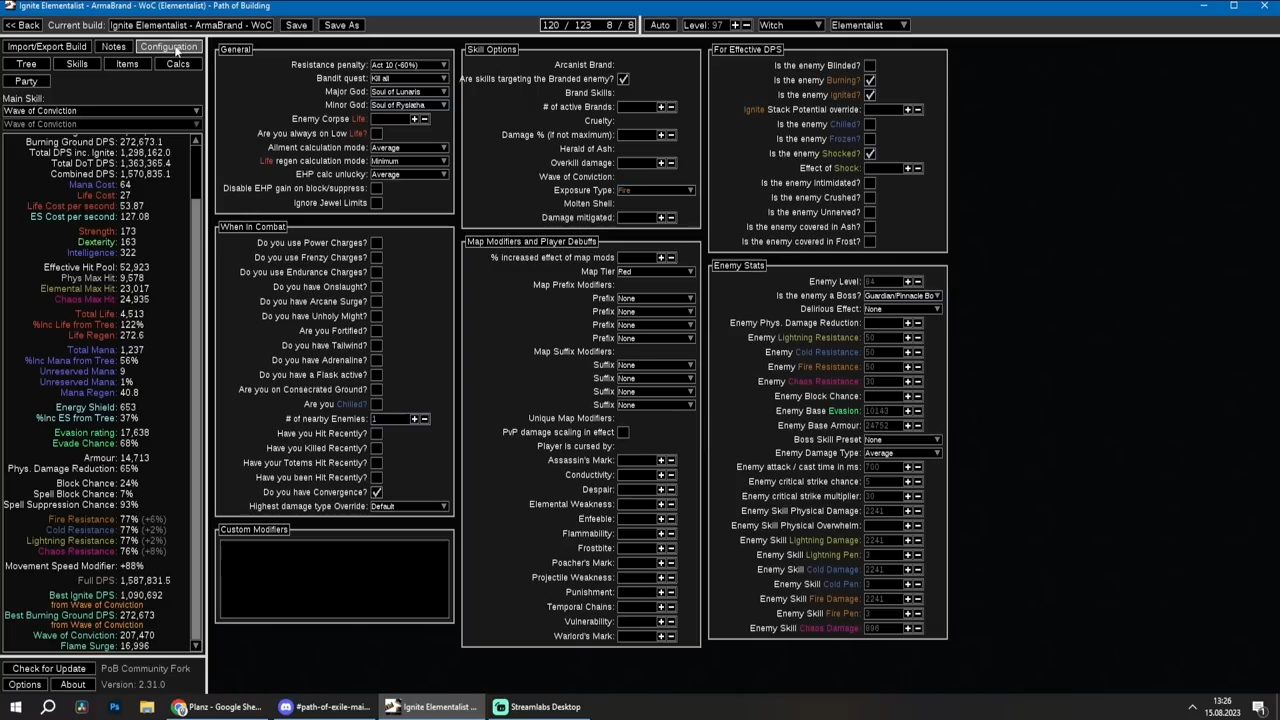 Ignite Elementalist - ArmaBrand - WoC (Elementalist) - Path of Building
<< Back
Current build: Ignite Elementalist - ArmaBrand - WoC
Save
Save As
120 / 123 8 / 8
Auto
Level: 97
Witch
Elementalist
Import/Export Build
Notes
Configuration
Tree
Skills
Items
Calcs
Party
Main Skill:
Wave of Conviction
Wave of Conviction
Burning Ground DPS: 272,673.1
Total DPS inc. Ignite: 1,298,162.0
Total DoT DPS: 1,363,365.4
Combined DPS: 1,570,835.1
Mana Cost: 64
Life Cost: 27
Life Cost per second: 53.87
ES Cost per second: 127.08
Strength: 173
Dexterity: 163
Intelligence: 322
Effective Hit Pool: 52,923
Phys Max Hit: 9,578
Elemental Max Hit: 23,017
Chaos Max Hit: 24,935
Total Life: 4,513
%Inc Life from Tree: 122%
Life Regen: 272.6
Total Mana: 1,237
%Inc Mana from Tree: 56%
Unreserved Mana: 9
Unreserved Mana: 1%
Mana Regen: 40.8
Energy Shield: 653
%Inc ES from Tree: 37%
Evasion rating: 17,638
Evade Chance: 68%
Armour: 14,713
Phys. Damage Reduction: 65%
Block Chance: 24%
Spell Block Chance: 7%
Spell Suppression Chance: 93%
Fire Resistance: 77% (+6%)
Cold Resistance: 77% (+2%)
Lightning Resistance: 77% (+2%)
Chaos Resistance: 76% (+8%)
Movement Speed Modifier: +88%
Full DPS: 1,587,831.5
Best Ignite DPS: 1,090,692
from Wave of Conviction
Best Burning Ground DPS: 272,673
from Wave of Conviction
Wave of Conviction: 207,470
Flame Surge: 16,996
Check for Update
PoB Community Fork
Options
About
Version: 2.31.0
General
Resistance penalty: Act 10 (-60%)
Bandit quest: Kill all
Major God: Soul of Lunaris
Minor God: Soul of Ryslatha
Enemy Corpse Life:
Are you always on Low Life?
Ailment calculation mode: Average
Life regen calculation mode: Minimum
EHP calc unlucky: Average
Disable EHP gain on block/suppress:
Ignore Jewel Limits
When In Combat
Do you use Power Charges?
Do you use Frenzy Charges?
Do you use Endurance Charges?
Do you have Onslaught?
Do you have Arcane Surge?
Do you have Unholy Might?
Are you Fortified?
Do you have Tailwind?
Do you have Adrenaline?
Do you have a Flask active?
Are you on Consecrated Ground?
Are you Chilled?
# of nearby Enemies: 1
Have you Hit Recently?
Have you Killed Recently?
Have your Totems Hit Recently?
Have you been Hit Recently?
Do you have Convergence?
Highest damage type Override: Default
Custom Modifiers
Skill Options
Arcanist Brand:
Are skills targeting the Branded enemy?
Brand Skills:
# of active Brands:
Cruelty:
Damage % (if not maximum):
Herald of Ash:
Overkill damage:
Wave of Conviction:
Exposure Type: Fire
Molten Shell:
Damage mitigated:
Map Modifiers and Player Debuffs
% increased effect of map mods
Map Tier Red
Map Prefix Modifiers:
Prefix None
Prefix None
Prefix None
Prefix None
Map Suffix Modifiers:
Suffix None
Suffix None
Suffix None
Suffix None
Unique Map Modifiers:
PvP damage scaling in effect
Player is cursed by:
Assassin's Mark:
Conductivity:
Despair:
Elemental Weakness:
Enfeeble:
Flammability:
Frostbite:
Poacher's Mark:
Projectile Weakness:
Punishment:
Temporal Chains:
Vulnerability:
Warlord's Mark:
For Effective DPS
Is the enemy Blinded?
Is the enemy Burning?
Is the enemy Ignited?
Ignite Stack Potential override:
Is the enemy Chilled?
Is the enemy Frozen?
Is the enemy Shocked?
Effect of Shock:
Is the enemy Intimidated?
Is the enemy Crushed?
Is the enemy Unnerved?
Is the enemy covered in Ash?
Is the enemy covered in Frost?
Enemy Stats
Enemy Level: 84
Is the enemy a Boss? Guardian/Pinnacle Bo
Delirious Effect: None
Enemy Phys. Damage Reduction:
Enemy Lightning Resistance: 50
Enemy Cold Resistance: 50
Enemy Fire Resistance: 50
Enemy Chaos Resistance: 30
Enemy Block Chance:
Enemy Base Evasion: 10143
Enemy Base Armour: 24752
Boss Skill Preset None
Enemy Damage Type: Average
Enemy attack / cast time in ms: 700
Enemy critical strike chance: 5
Enemy critical strike multiplier: 30
Enemy Skill Physical Damage: 2241
Enemy Skill Physical Overwhelm:
Enemy Skill Lightning Damage: 2241
Enemy Skill Lightning Pen: 3
Enemy Skill Cold Damage: 2241
Enemy Skill Cold Pen: 3
Enemy Skill Fire Damage: 2241
Enemy Skill Fire Pen: 3
Enemy Skill Chaos Damage: 896
Planz - Google She...
#path-of-exile-mai...
Ignite Elementalist ...
Streamlabs Desktop
13:26
15.08.2023